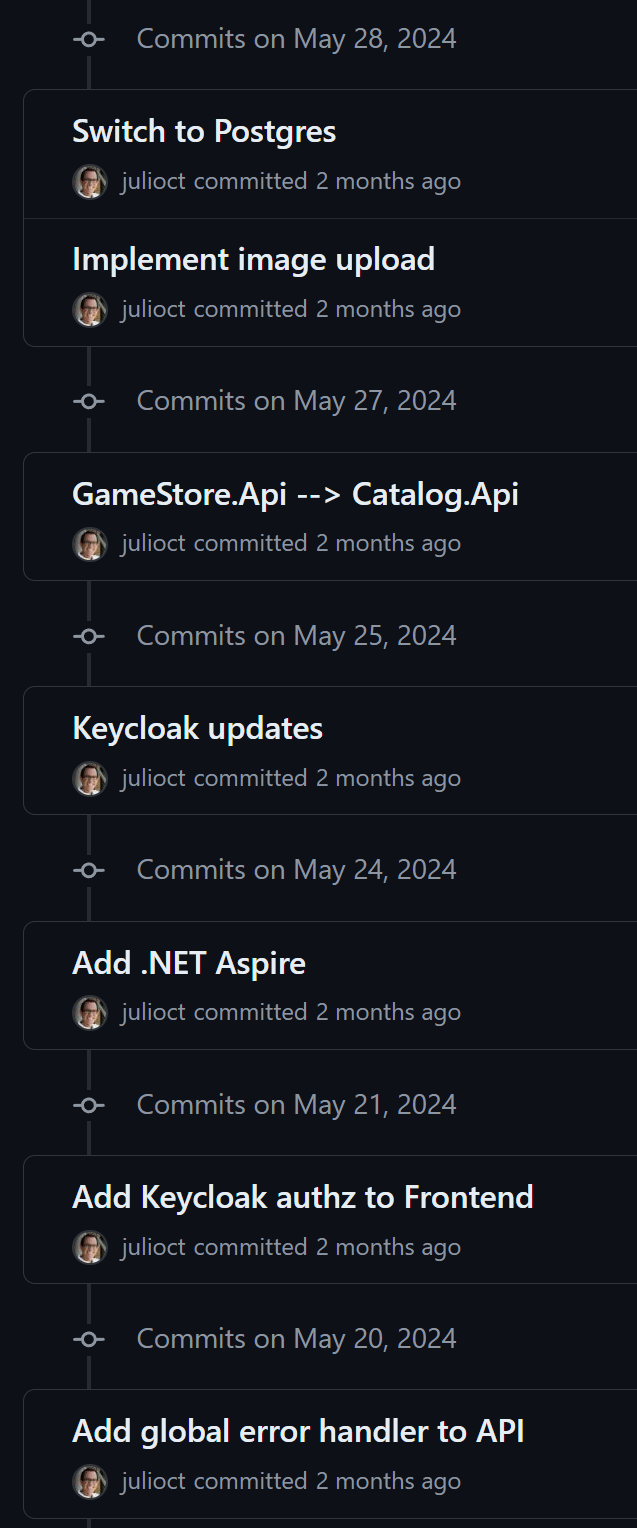 Commits on May 28, 2024
Switch to Postgres
julioct committed 2 months ago
Implement image upload
julioct committed 2 months ago
Commits on May 27, 2024
GameStore.Api --> Catalog.Api
julioct committed 2 months ago
Commits on May 25, 2024
Keycloak updates
julioct committed 2 months ago
Commits on May 24, 2024
Add .NET Aspire
julioct committed 2 months ago
Commits on May 21, 2024
Add Keycloak authz to Frontend
julioct committed 2 months ago
Commits on May 20, 2024
Add global error handler to API
julioct committed 2 months ago